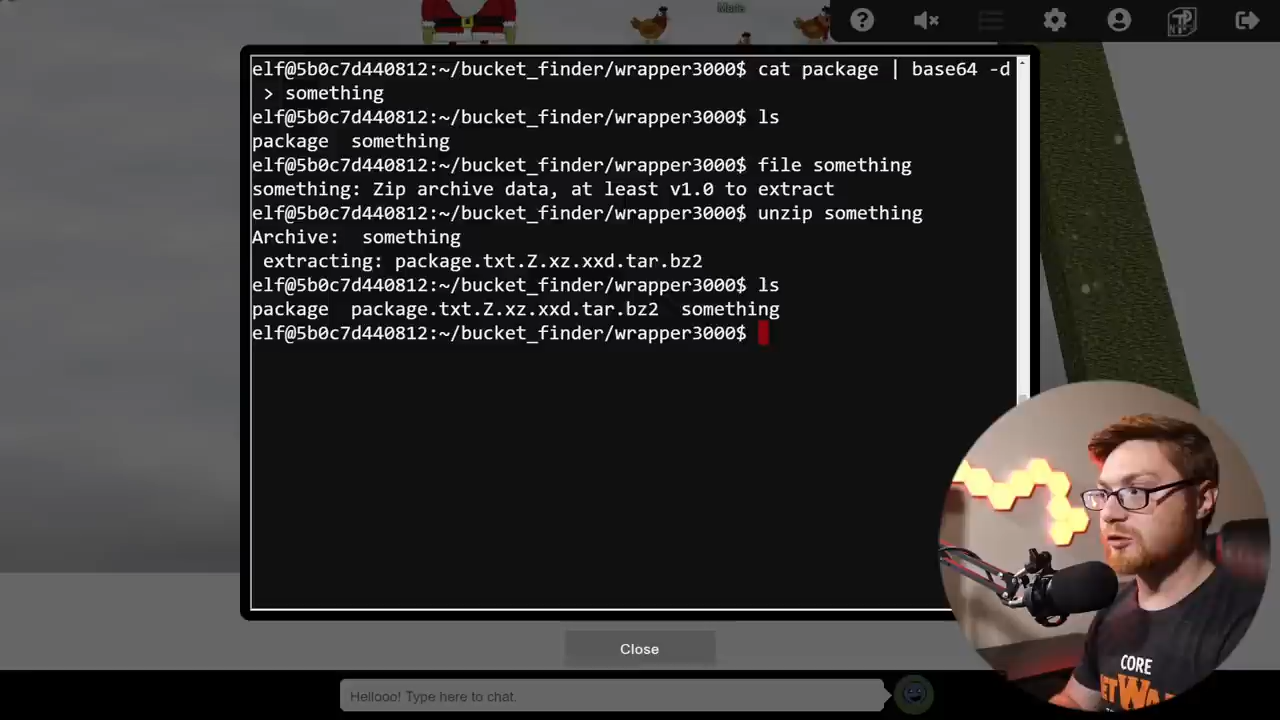 elf@5b0c7d440812:~/bucket_finder/wrapper3000$ cat package | base64 -d
 > something
elf@5b0c7d440812:~/bucket_finder/wrapper3000$ ls
package  package something
elf@5b0c7d440812:~/bucket_finder/wrapper3000$ file something
something: Zip archive data, at least v1.0 to extract
elf@5b0c7d440812:~/bucket_finder/wrapper3000$ unzip something
Archive:  something
 extracting: package.txt.Z.xz.xxd.tar.bz2
elf@5b0c7d440812:~/bucket_finder/wrapper3000$ ls
package  package.txt.Z.xz.xxd.tar.bz2  something
elf@5b0c7d440812:~/bucket_finder/wrapper3000$
CORE
Close
Hellooo! Type here to chat.